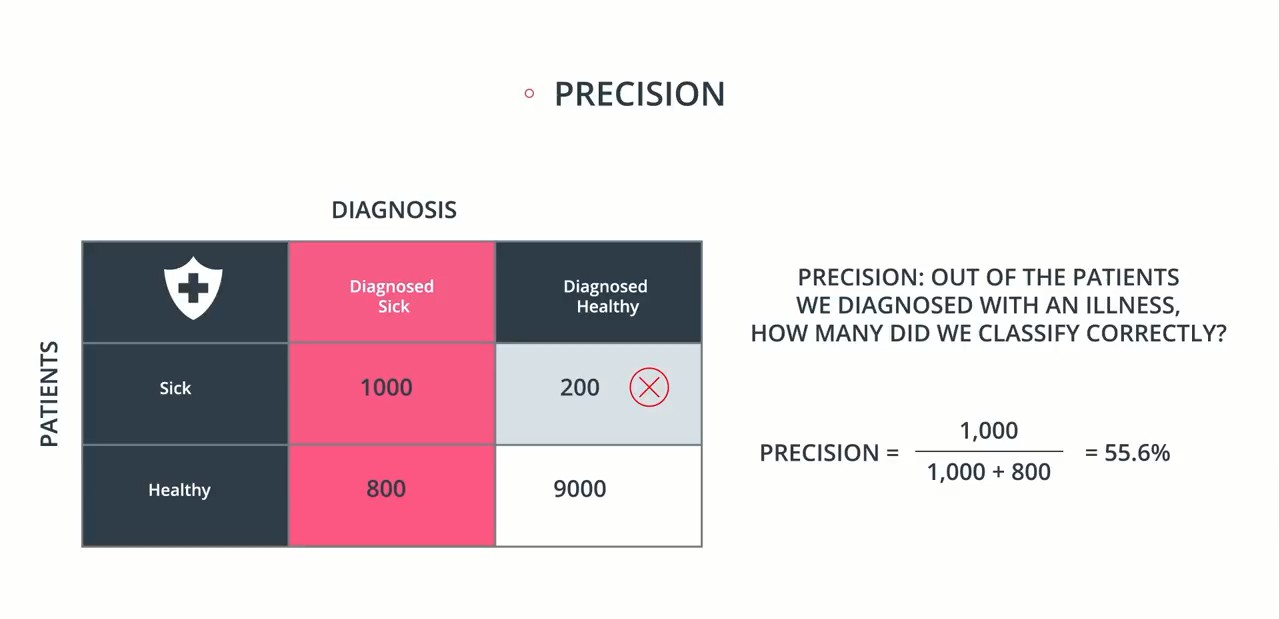 PRECISION
DIAGNOSIS
Diagnosed
Sick
Diagnosed
Healthy
PATIENTS
Sick
1000
200
Healthy
800
9000
PRECISION: OUT OF THE PATIENTS
WE DIAGNOSED WITH AN ILLNESS,
HOW MANY DID WE CLASSIFY CORRECTLY?
1,000
PRECISION = = 55.6%
1,000 + 800